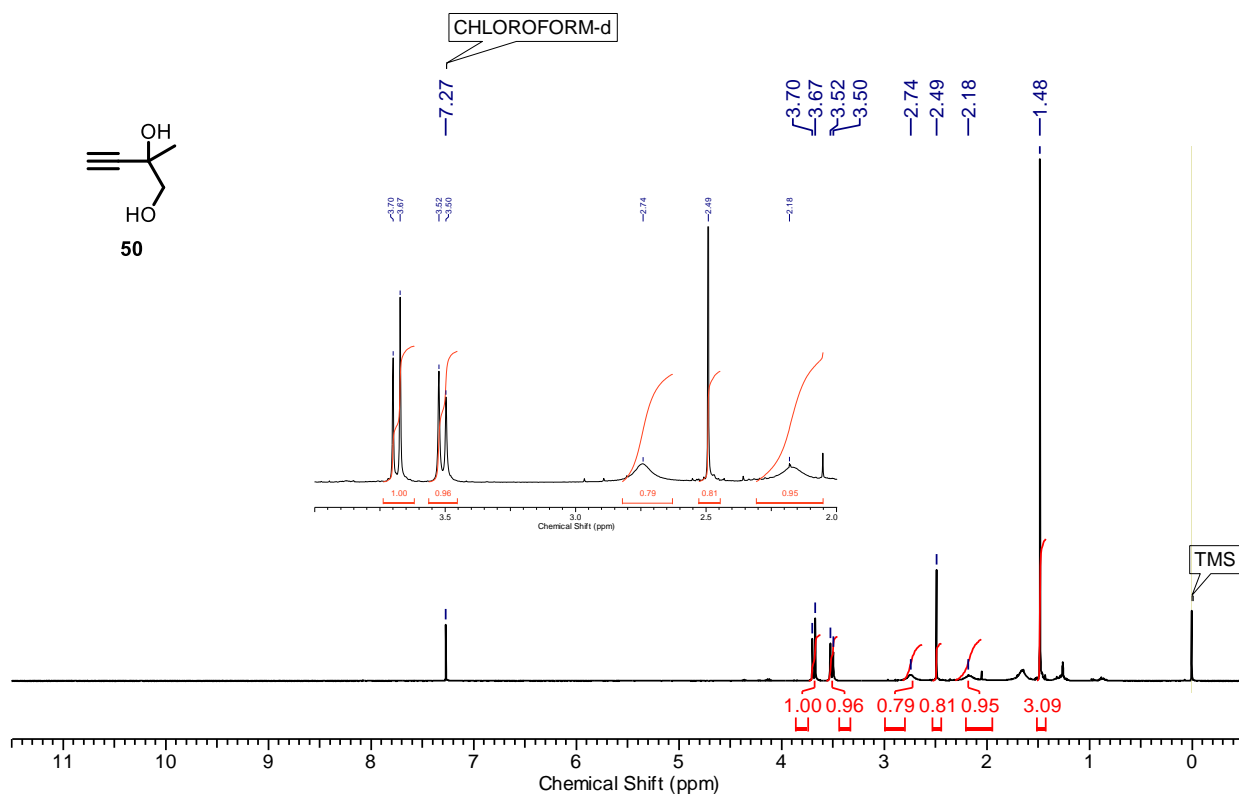 CHLOROFORM-d
7.27
3.70
3.67
3.52
3.50
2.74
2.49
2.18
1.48
OH
HO
50
3.70
3.67
3.52
3.50
2.74
2.49
2.18
1.00
0.96
0.79
0.81
0.95
3.5 3.0 2.5 2.0
Chemical Shift (ppm)
TMS
1.00 0.96 0.79 0.81 0.95 3.09
11 10 9 8 7 6 5 4 3 2 1 0
Chemical Shift (ppm)